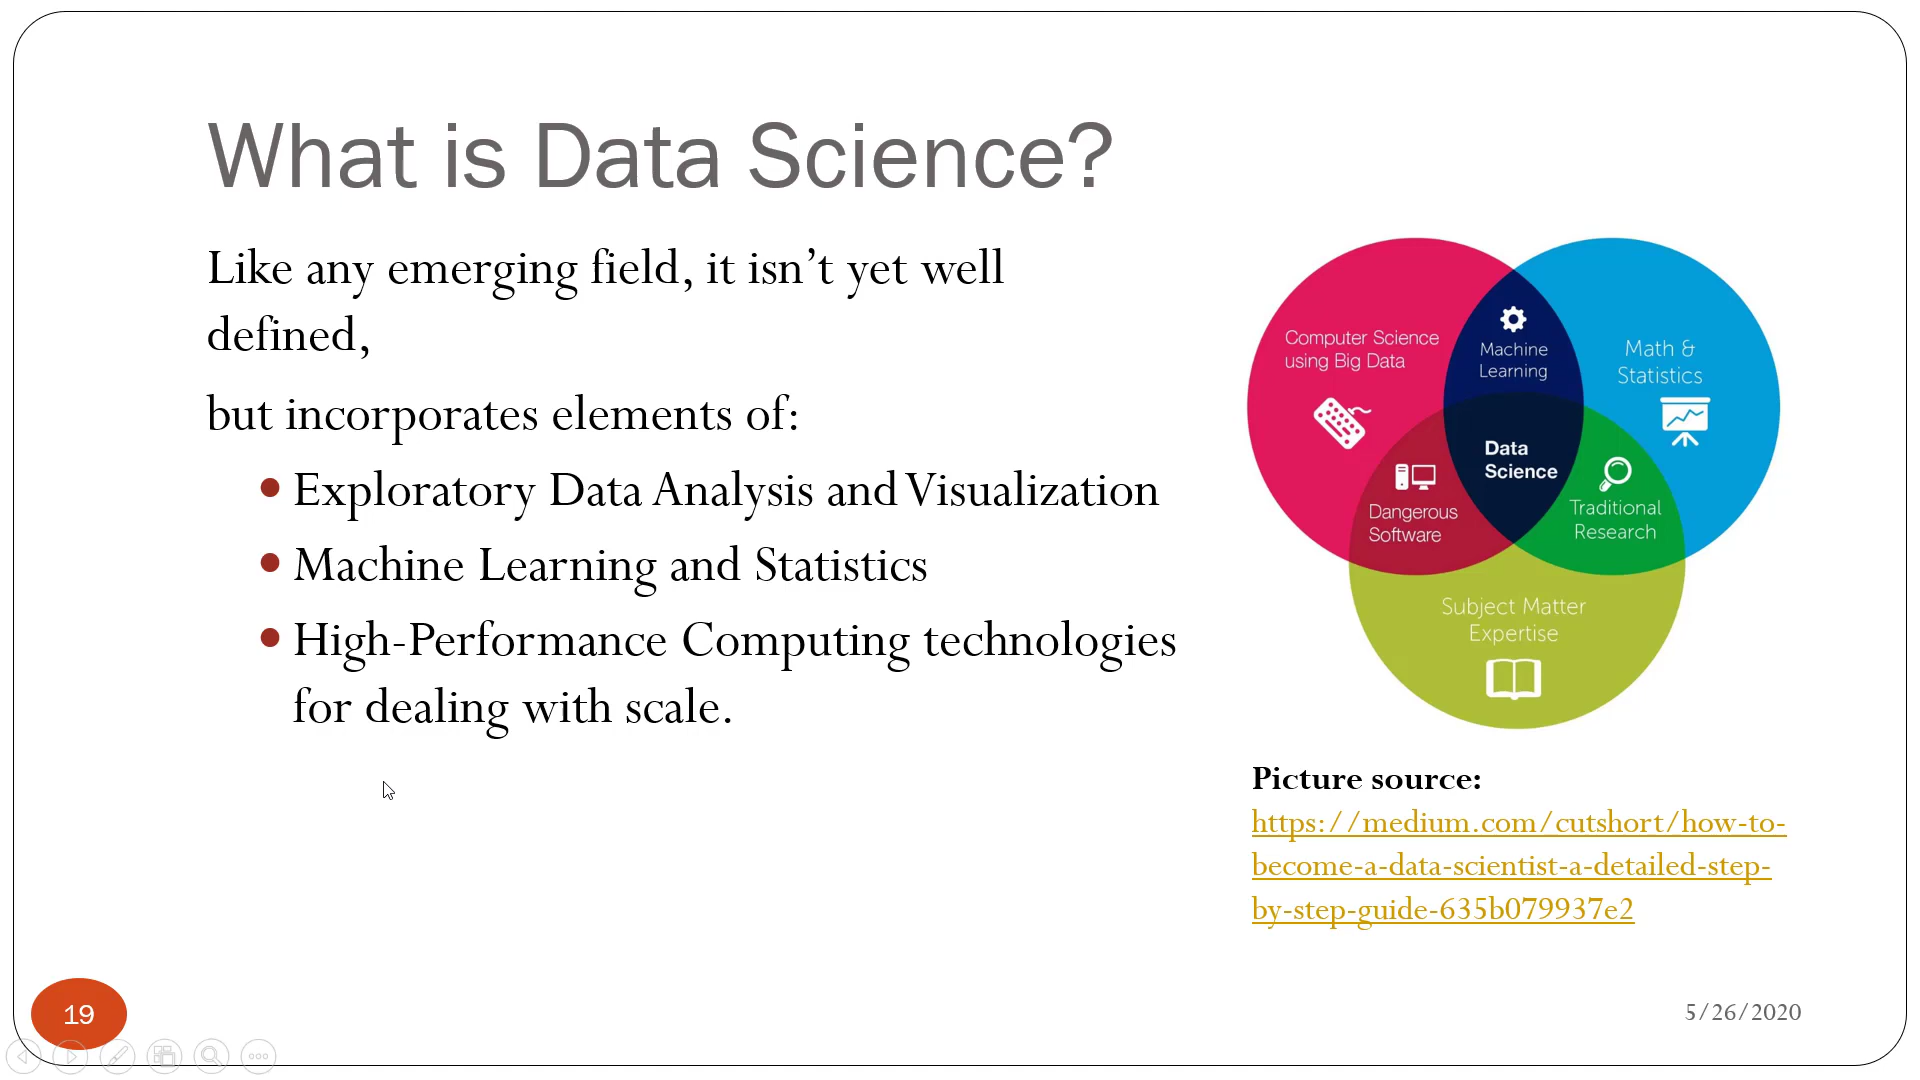 What is Data Science?
Like any emerging field, it isn’t yet well
defined,
but incorporates elements of:
Exploratory Data Analysis and Visualization
Machine Learning and Statistics
High-Performance Computing technologies
for dealing with scale.
Computer Science
using Big Data
Machine
Learning
Math &
Statistics
Data
Science
Dangerous
Software
Traditional
Research
Subject Matter
Expertise
Picture source:
https://medium.com/cutshort/how-to-
become-a-data-scientist-a-detailed-step-
by-step-guide-635b079937e2
19
5/26/2020